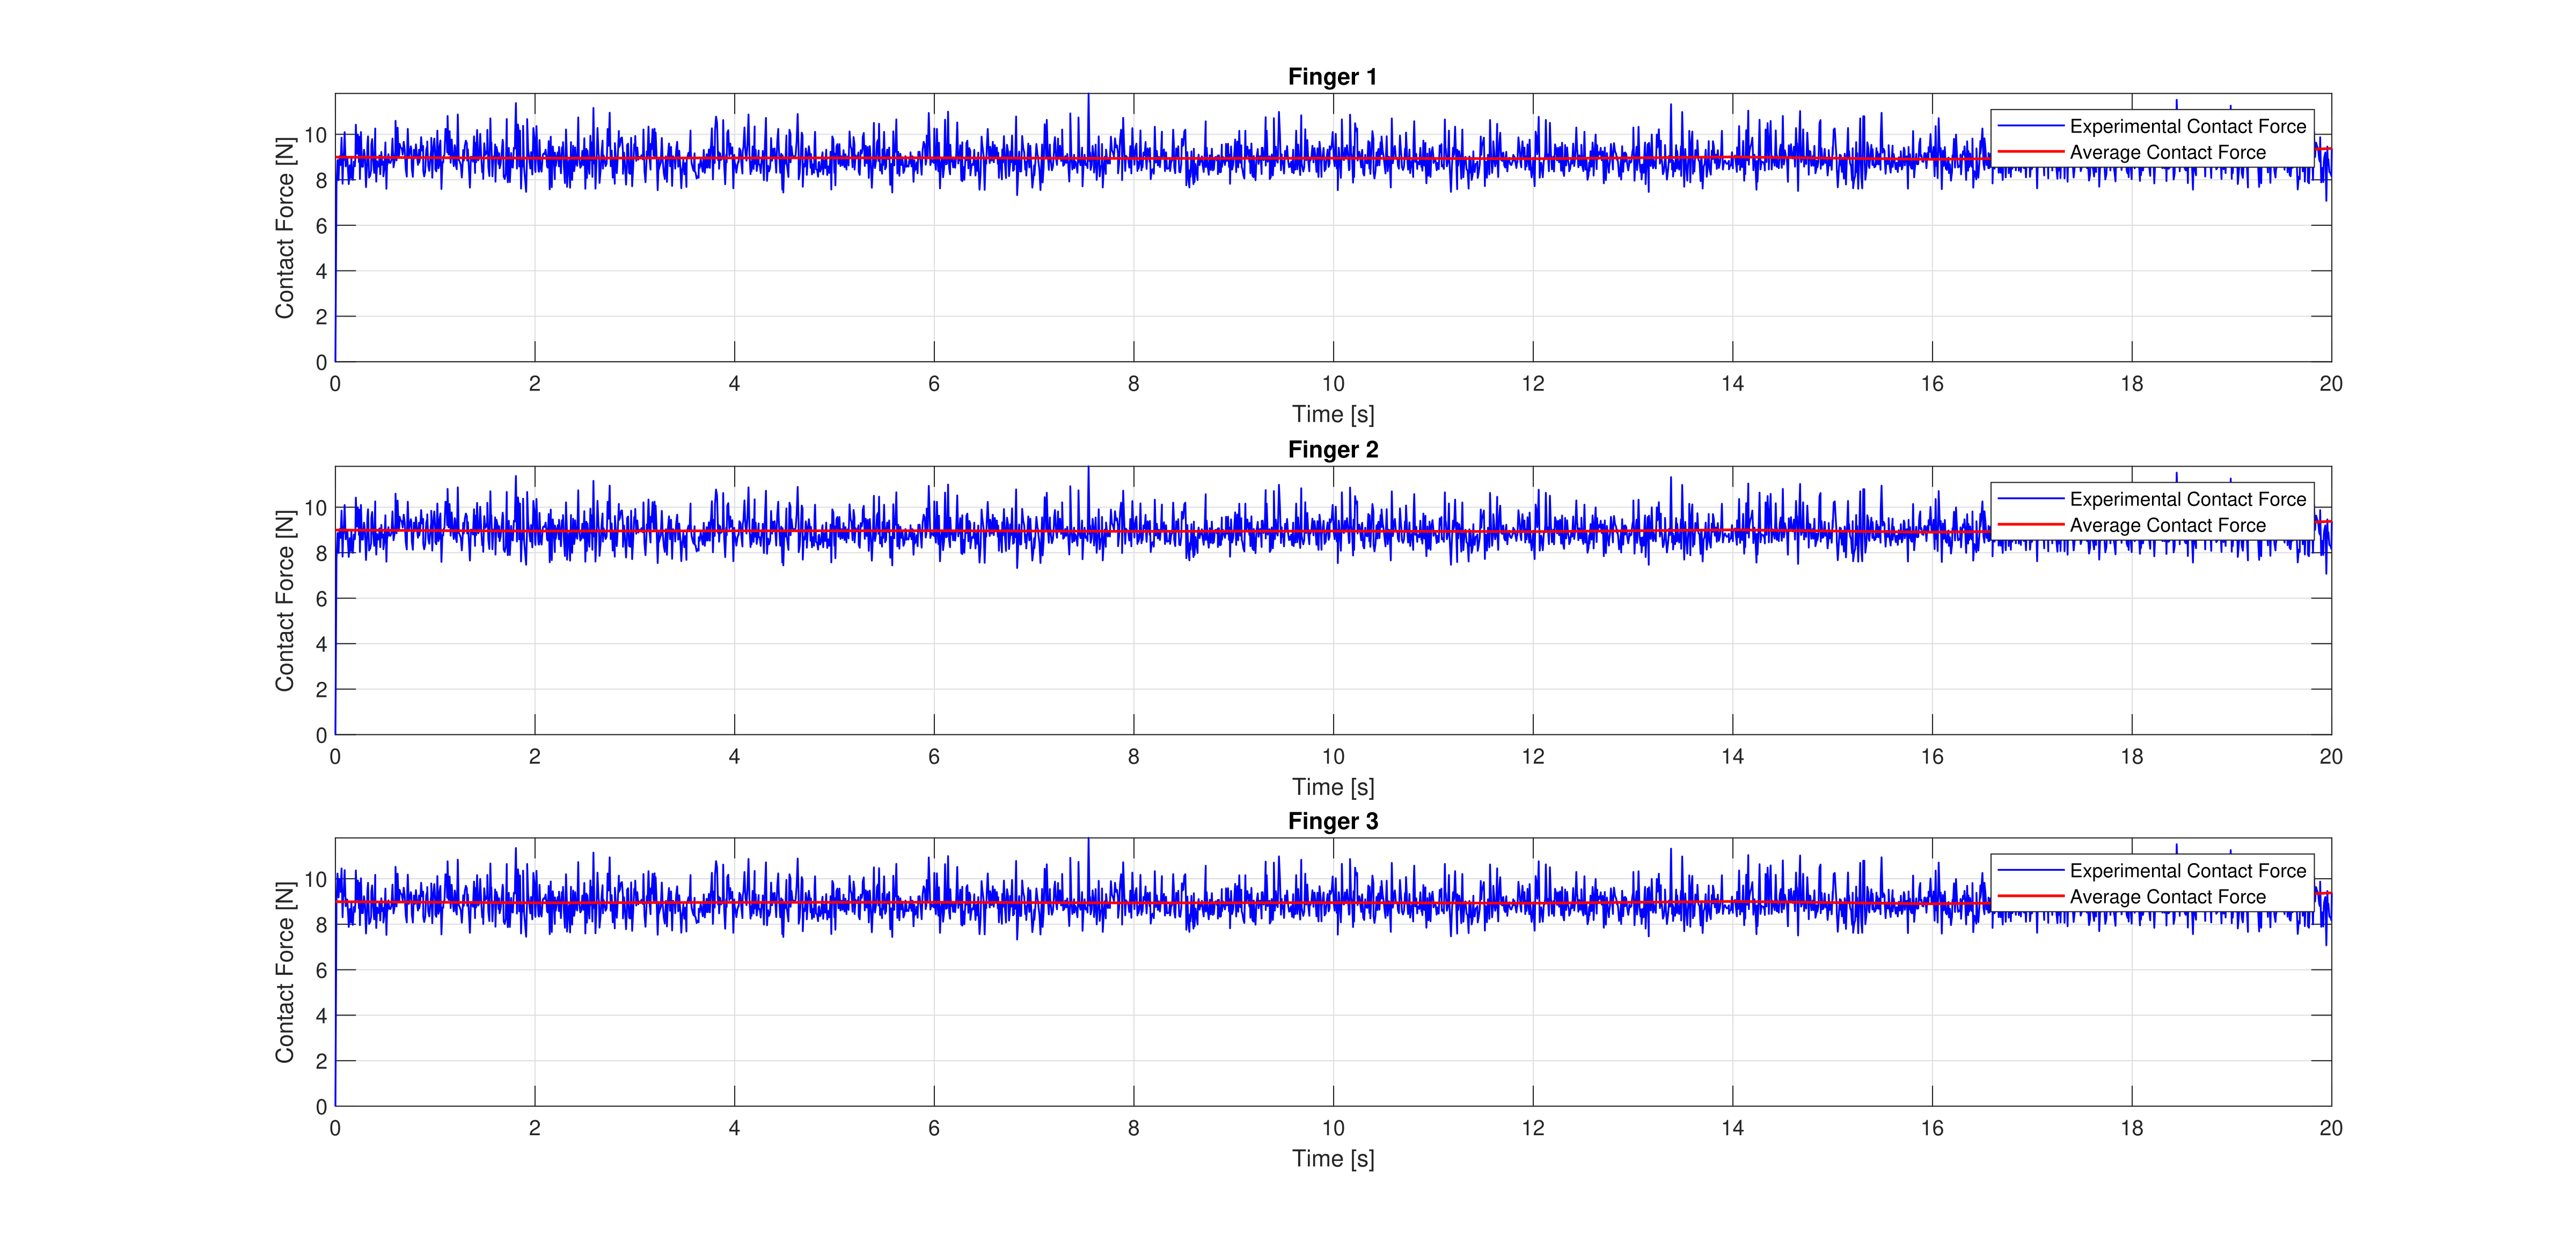 Finger 1
Contact Force [N]
10
8
6
4
2
0
Experimental Contact Force
Average Contact Force
0 2 4 6 8 10 12 14 16 18 20
Time [s]
Finger 2
Contact Force [N]
10
8
6
4
2
0
Experimental Contact Force
Average Contact Force
0 2 4 6 8 10 12 14 16 18 20
Time [s]
Finger 3
Contact Force [N]
10
8
6
4
2
0
Experimental Contact Force
Average Contact Force
0 2 4 6 8 10 12 14 16 18 20
Time [s]